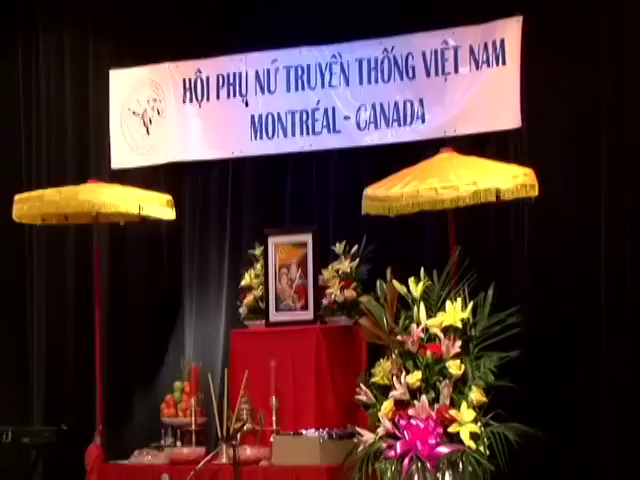 HỘI PHỤ NỮ TRUYỀN THỐNG VIỆT NAM
MONTRÉAL - CANADA